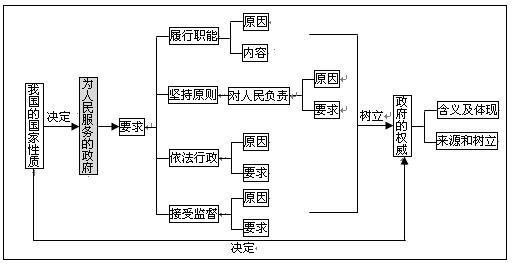 我国的国家性质
决定
为人民服务的政府
要求
履行职能
原因
内容
坚持原则
对人民负责
原因
要求
依法行政
原因
要求
接受监督
原因
要求
树立
政府的权威
含义及体现
来源和树立
决定